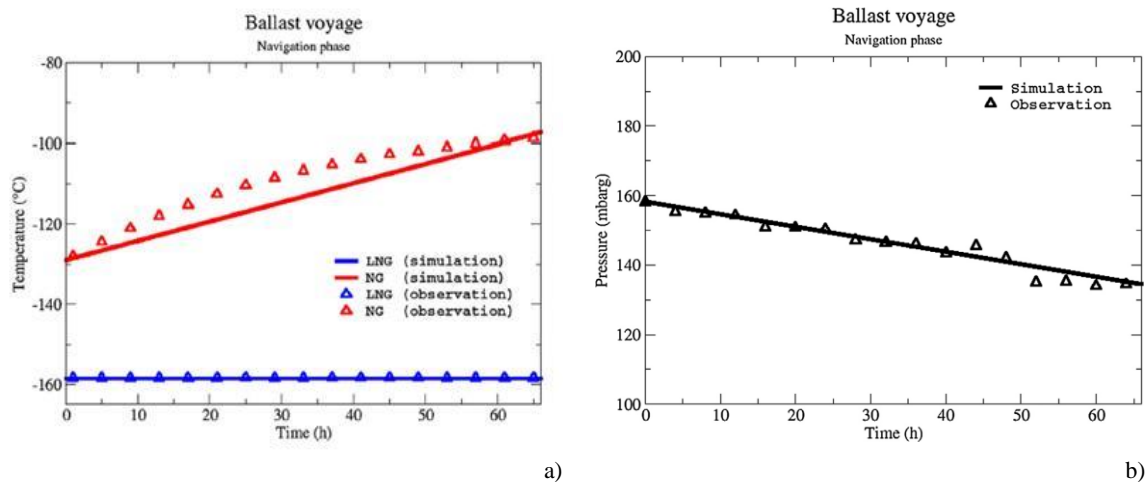 Ballast voyage
Navigation phase
-80
-100
-120
-140
-160
Temperature (°C)
LNG (simulation)
NG (simulation)
LNG (observation)
NG (observation)
0 10 20 30 40 50 60
Time (h)
a)
Ballast voyage
Navigation phase
200
180
160
140
120
100
Pressure (mbarg)
Simulation
Observation
0 10 20 30 40 50 60
Time (h)
b)